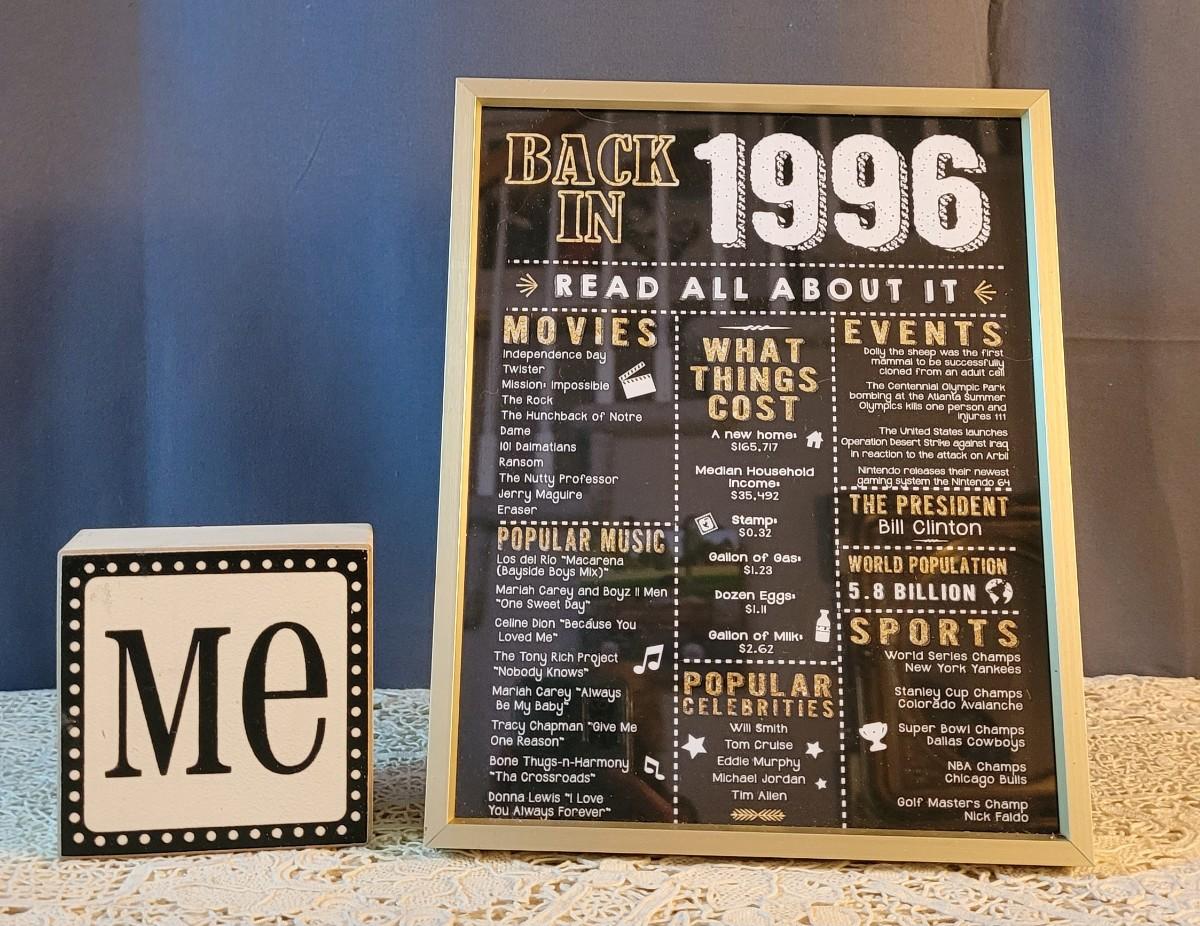 Me
BACK
IN
1996
READ ALL ABOUT IT
MOVIES
Independence Day
Twister
Mission: Impossible
The Rock
The Hunchback of Notre
Dame
101 Dalmatians
Ransom
The Nutty Professor
Jerry Maguire
Eraser
POPULAR MUSIC
Los del Rio "Macarena
(Bayside Boys Mix)"
Mariah Carey and Boyz II Men
"One Sweet Day"
Celine Dion "Because You
Loved Me"
The Tony Rich Project
"Nobody Knows"
Mariah Carey "Always
Be My Baby"
Tracy Chapman "Give Me
One Reason"
Bone Thugs-n-Harmony
"Tha Crossroads"
Donna Lewis "I Love
You Always Forever"
WHAT
THINGS
COST
A new home:
$165,717
Median Household
Income:
$35,492
Stamp:
$0.32
Gallon of Gas:
$1.23
Dozen Eggs:
$1.11
Gallon of Milk:
$2.62
POPULAR
CELEBRITIES
Will Smith
Tom Cruise
Eddie Murphy
Michael Jordan
Tim Allen
EVENTS
Dolly the sheep was the first
mammal to be successfully
cloned from an adult cell
The Centennial Olympic Park
bombing at the Atlanta Summer
Olympics kills one person and
injures 111
The United States launches
Operation Desert Strike against Iraq
in reaction to the attack on Arbil
Nintendo releases their newest
gaming system the Nintendo 64
THE PRESIDENT
Bill Clinton
WORLD POPULATION
5.8 BILLION
SPORTS
World Series Champs
New York Yankees
Stanley Cup Champs
Colorado Avalanche
Super Bowl Champs
Dallas Cowboys
NBA Champs
Chicago Bulls
Golf Masters Champ
Nick Faldo